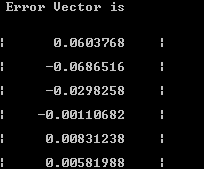 Error Vector is
¦ 0.0603768 ¦
¦ -0.0686516 ¦
¦ -0.0298258 ¦
¦ -0.00110682 ¦
¦ 0.00831238 ¦
¦ 0.00581988 ¦